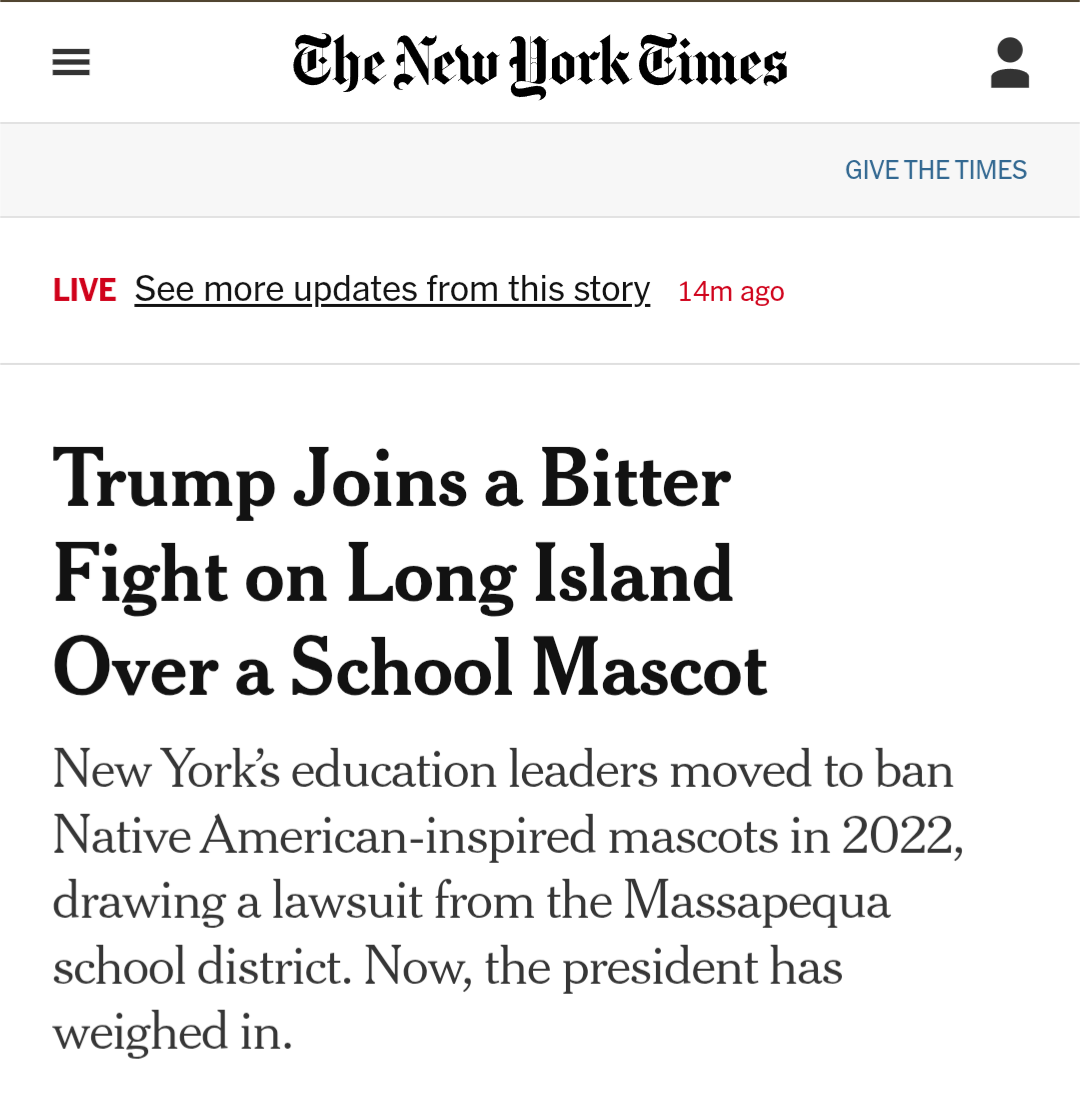 The New York Times
GIVE THE TIMES
LIVE See more updates from this story 14m ago
Trump Joins a Bitter
Fight on Long Island
Over a School Mascot
New York’s education leaders moved to ban
Native American-inspired mascots in 2022,
drawing a lawsuit from the Massapequa
school district. Now, the president has
weighed in.